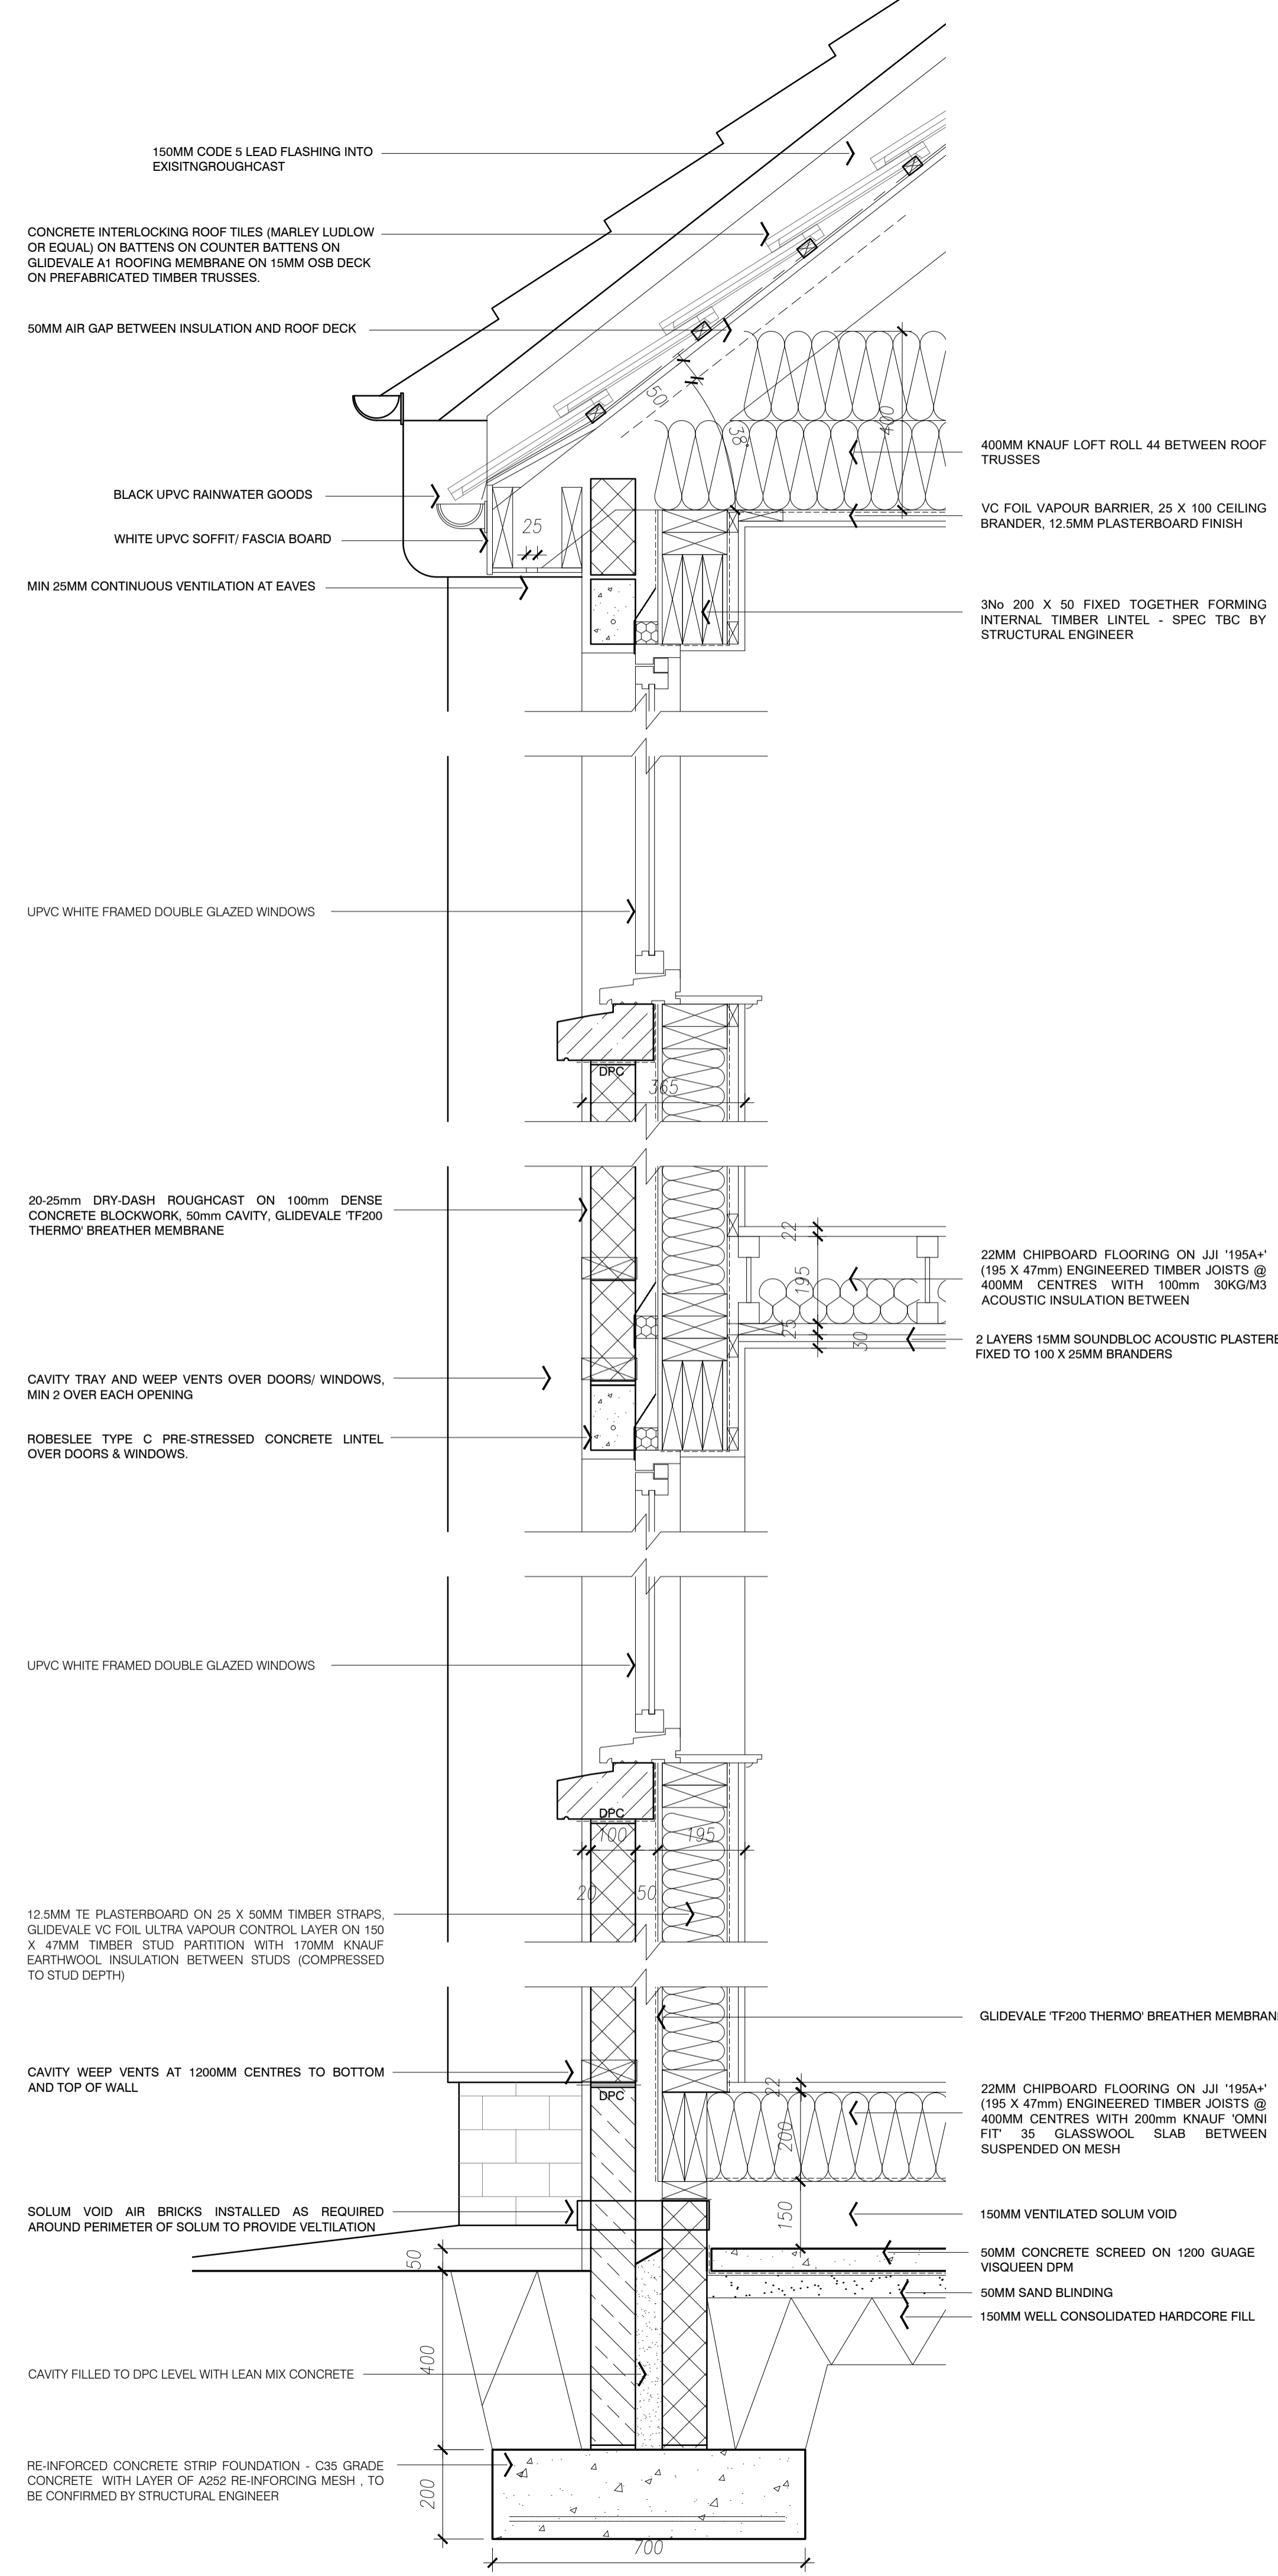 150MM CODE 5 LEAD FLASHING INTO
EXISITNGROUGHCAST
CONCRETE INTERLOCKING ROOF TILES (MARLEY LUDLOW
OR EQUAL) ON BATTENS ON COUNTER BATTENS ON
GLIDEVALE A1 ROOFING MEMBRANE ON 15MM OSB DECK
ON PREFABRICATED TIMBER TRUSSES.
50MM AIR GAP BETWEEN INSULATION AND ROOF DECK
50
38°
400
400MM KNAUF LOFT ROLL 44 BETWEEN ROOF
TRUSSES
BLACK UPVC RAINWATER GOODS
VC FOIL VAPOUR BARRIER, 25 X 100 CEILING
BRANDER, 12.5MM PLASTERBOARD FINISH
25
WHITE UPVC SOFFIT/ FASCIA BOARD
MIN 25MM CONTINUOUS VENTILATION AT EAVES
3No 200 X 50 FIXED TOGETHER FORMING
INTERNAL TIMBER LINTEL - SPEC TBC BY
STRUCTURAL ENGINEER
UPVC WHITE FRAMED DOUBLE GLAZED WINDOWS
DPC
365
20-25mm DRY-DASH ROUGHCAST ON 100mm DENSE
CONCRETE BLOCKWORK, 50mm CAVITY, GLIDEVALE 'TF200
THERMO' BREATHER MEMBRANE
22
195
25
30
22MM CHIPBOARD FLOORING ON JJI '195A+'
(195 X 47mm) ENGINEERED TIMBER JOISTS @
400MM CENTRES WITH 100mm 30KG/M3
ACOUSTIC INSULATION BETWEEN
2 LAYERS 15MM SOUNDBLOC ACOUSTIC PLASTERE
FIXED TO 100 X 25MM BRANDERS
CAVITY TRAY AND WEEP VENTS OVER DOORS/ WINDOWS,
MIN 2 OVER EACH OPENING
ROBESLEE TYPE C PRE-STRESSED CONCRETE LINTEL
OVER DOORS & WINDOWS.
UPVC WHITE FRAMED DOUBLE GLAZED WINDOWS
DPC
100
195
20
50
12.5MM TE PLASTERBOARD ON 25 X 50MM TIMBER STRAPS,
GLIDEVALE VC FOIL ULTRA VAPOUR CONTROL LAYER ON 150
X 47MM TIMBER STUD PARTITION WITH 170MM KNAUF
EARTHWOOL INSULATION BETWEEN STUDS (COMPRESSED
TO STUD DEPTH)
GLIDEVALE 'TF200 THERMO' BREATHER MEMBRAN
CAVITY WEEP VENTS AT 1200MM CENTRES TO BOTTOM
AND TOP OF WALL
DPC
22
200
22MM CHIPBOARD FLOORING ON JJI '195A+'
(195 X 47mm) ENGINEERED TIMBER JOISTS @
400MM CENTRES WITH 200mm KNAUF 'OMNI
FIT' 35 GLASSWOOL SLAB BETWEEN
SUSPENDED ON MESH
SOLUM VOID AIR BRICKS INSTALLED AS REQUIRED
AROUND PERIMETER OF SOLUM TO PROVIDE VELTILATION
150
150MM VENTILATED SOLUM VOID
50
50MM CONCRETE SCREED ON 1200 GUAGE
VISQUEEN DPM
50MM SAND BLINDING
150MM WELL CONSOLIDATED HARDCORE FILL
400
CAVITY FILLED TO DPC LEVEL WITH LEAN MIX CONCRETE
RE-INFORCED CONCRETE STRIP FOUNDATION - C35 GRADE
CONCRETE WITH LAYER OF A252 RE-INFORCING MESH , TO
BE CONFIRMED BY STRUCTURAL ENGINEER
200
700